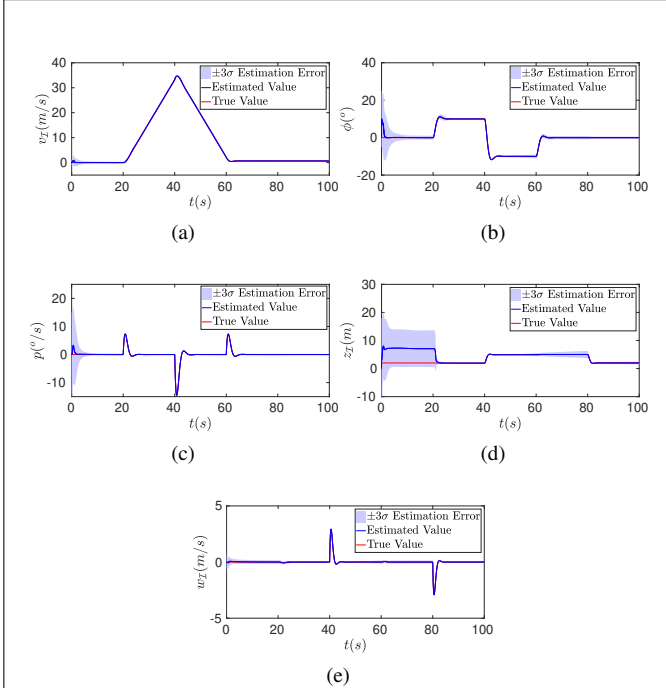 40
30
20
10
0
v_I(m/s)
±3σ Estimation Error
Estimated Value
True Value
0 20 40 60 80 100
t(s)
(a)
40
20
0
-20
ϕ(°)
±3σ Estimation Error
Estimated Value
True Value
0 20 40 60 80 100
t(s)
(b)
20
10
0
-10
p(°/s)
±3σ Estimation Error
Estimated Value
True Value
0 20 40 60 80 100
t(s)
(c)
30
20
10
0
-10
z_I(m)
±3σ Estimation Error
Estimated Value
True Value
0 20 40 60 80 100
t(s)
(d)
5
0
-5
w_I(m/s)
±3σ Estimation Error
Estimated Value
True Value
0 20 40 60 80 100
t(s)
(e)